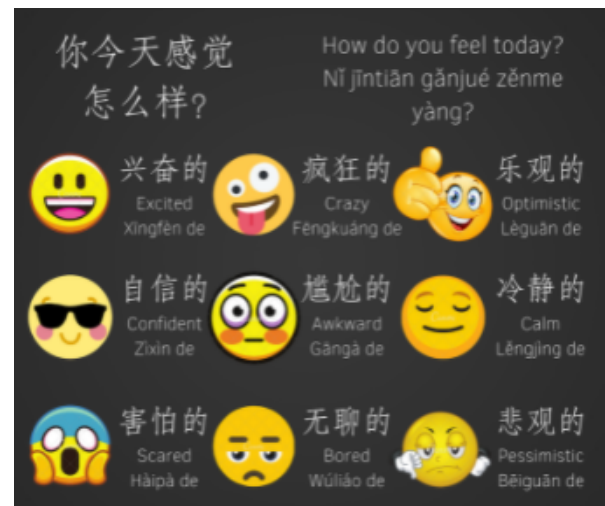 你今天感觉
怎么样?
How do you feel today?
Nǐ jīntiān gǎnjué zěnme
yàng?
兴奋的
Excited
Xīngfèn de
疯狂的
Crazy
Fēngkuáng de
乐观的
Optimistic
Lèguān de
自信的
Confident
Zìxìn de
尴尬的
Awkward
Gāngà de
冷静的
Calm
Lěngjìng de
害怕的
Scared
Hàipà de
无聊的
Bored
Wúliáo de
悲观的
Pessimistic
Bēiguān de